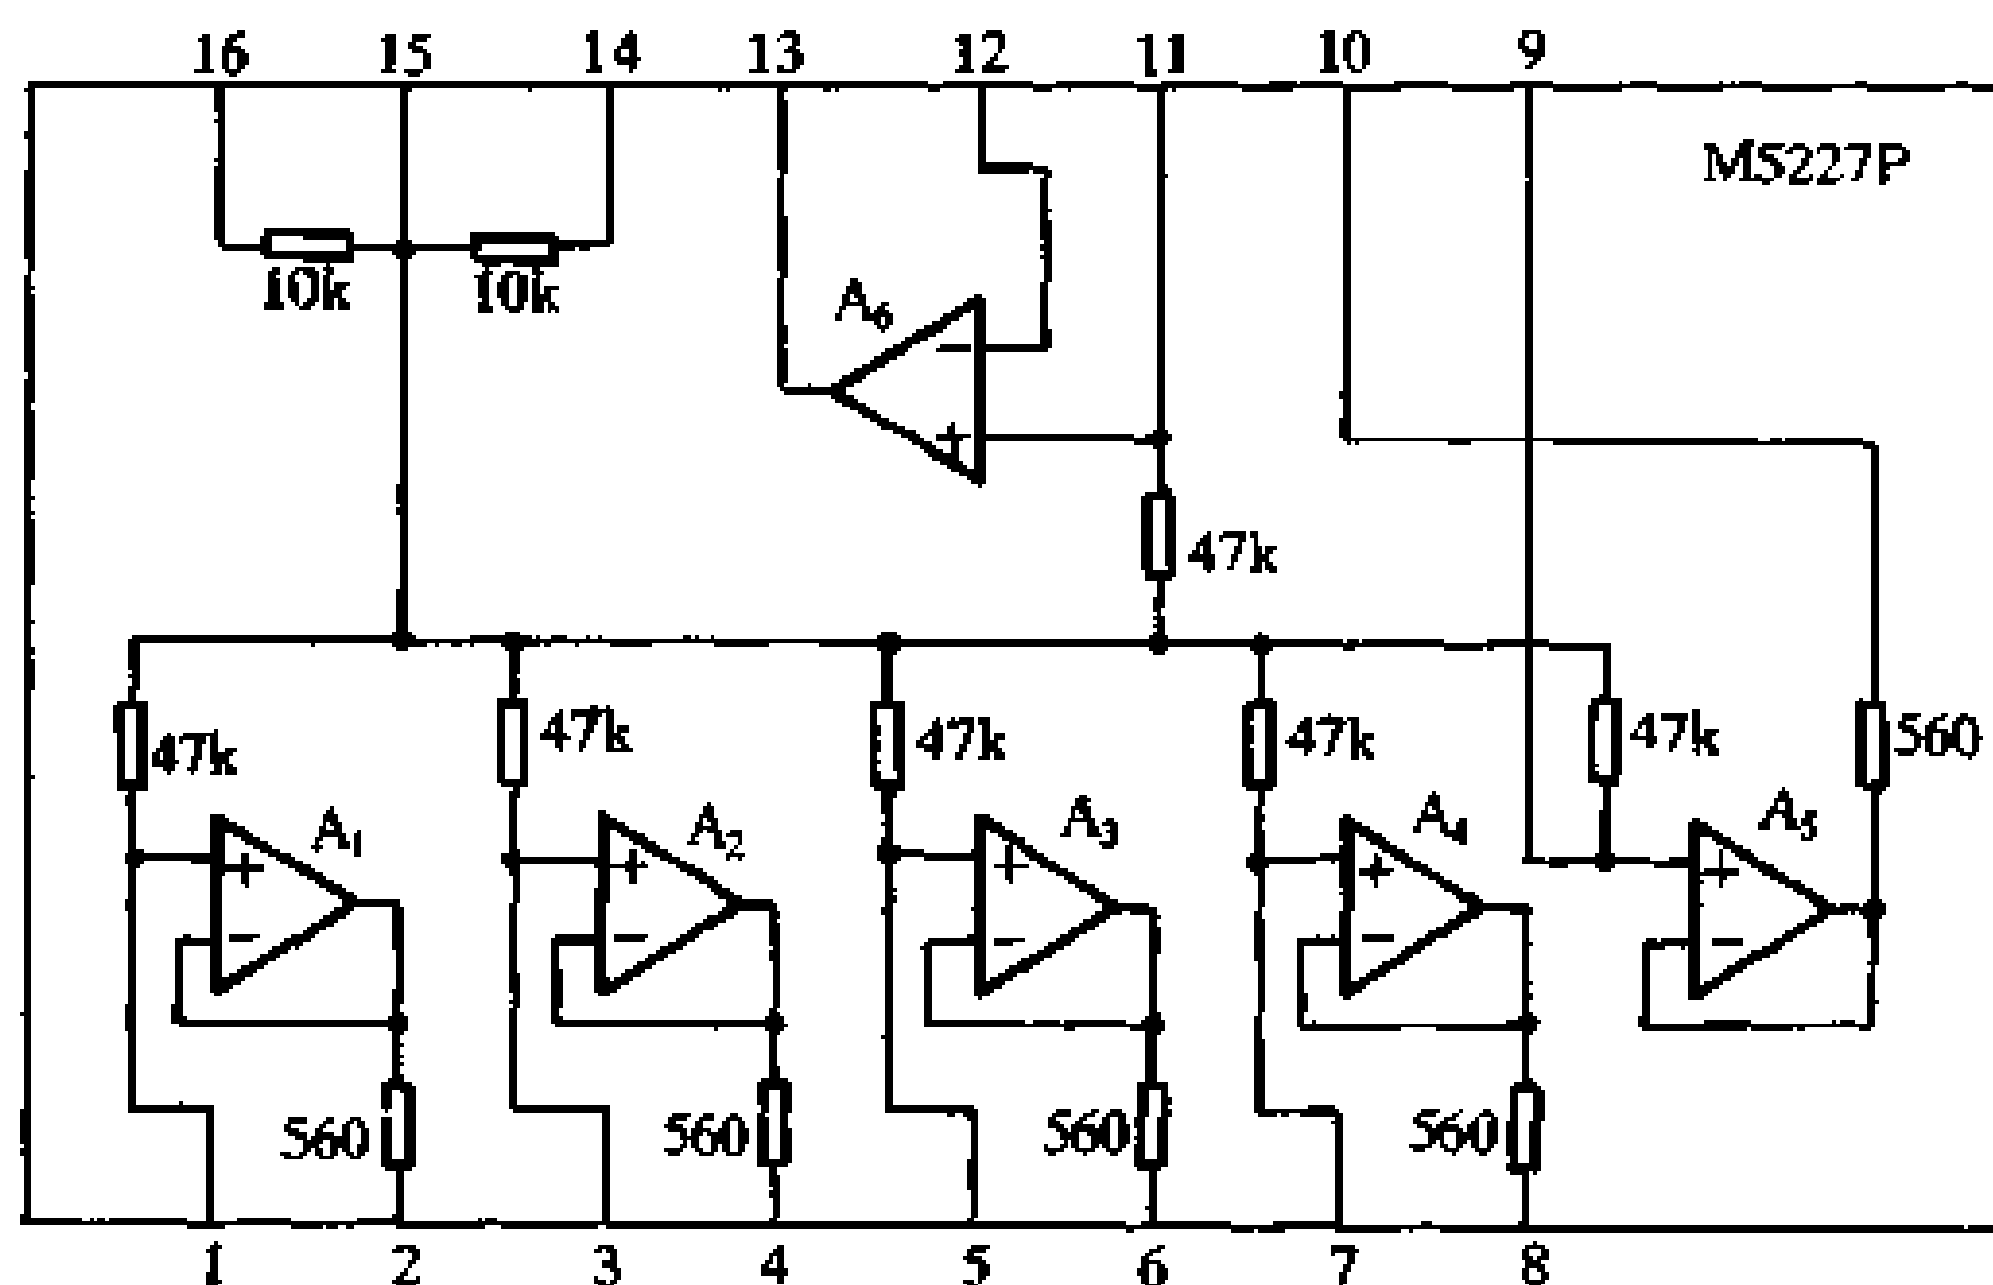 16 15 14 13 12 11 10 9
M5227P
10k 10k
A6
47k
47k 47k 47k 47k 47k 560
A1 A2 A3 A4 A5
+ + + + + +
- - - - - -
560 560 560 560
1 2 3 4 5 6 7 8